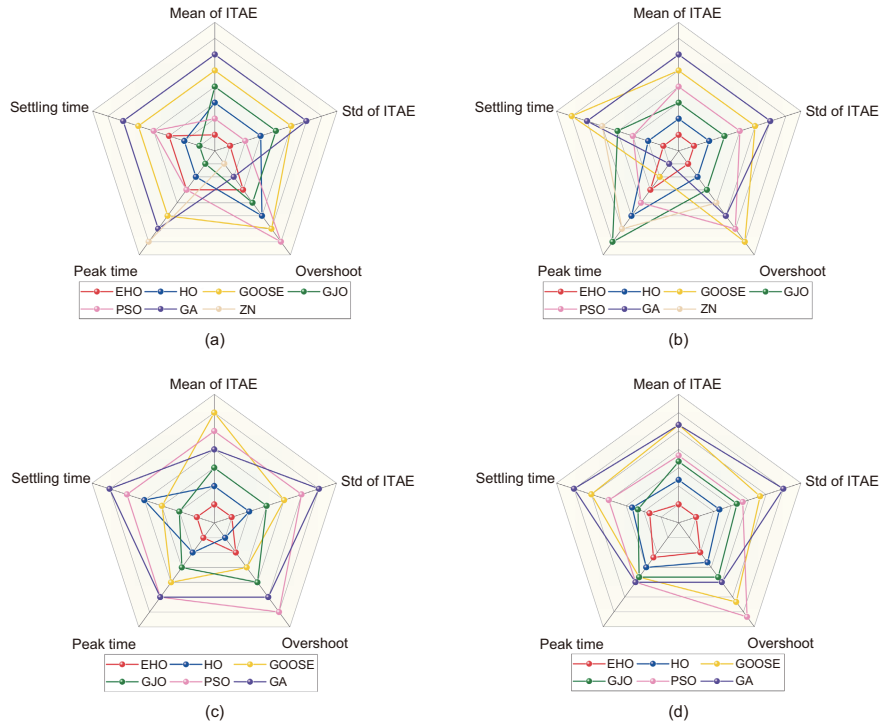 Mean of ITAE
Settling time
Std of ITAE
Peak time
Overshoot
EHO HO GOOSE GJO
PSO GA ZN
(a)
Mean of ITAE
Settling time
Std of ITAE
Peak time
Overshoot
EHO HO GOOSE GJO
PSO GA ZN
(b)
Mean of ITAE
Settling time
Std of ITAE
Peak time
Overshoot
EHO HO GOOSE
GJO PSO GA
(c)
Mean of ITAE
Settling time
Std of ITAE
Peak time
Overshoot
EHO HO GOOSE
GJO PSO GA
(d)